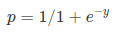 p = 1/1 + e⁻ʸ